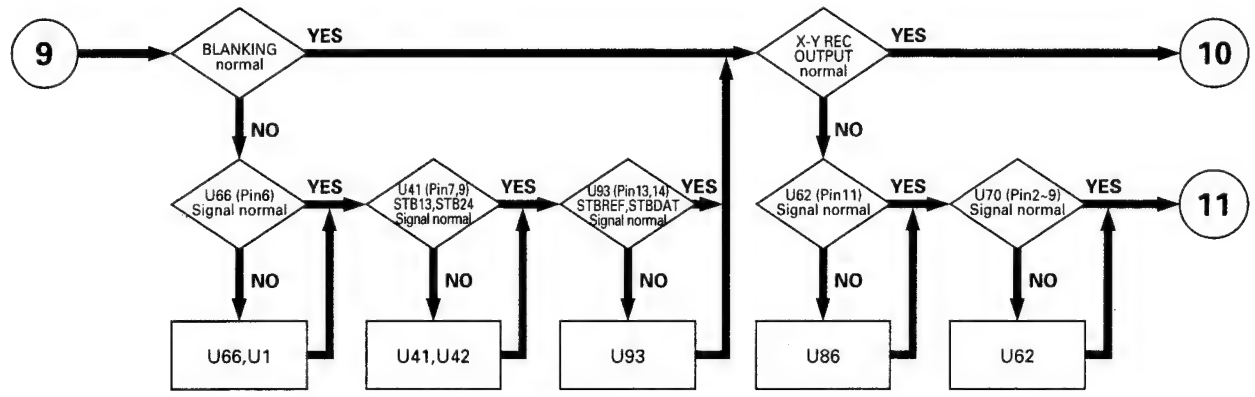 9
BLANKING
normal
YES
X-Y REC
OUTPUT
normal
YES
10
NO
NO
U66 (Pin6)
Signal normal
YES
U41 (Pin7,9)
STB13,STB24
Signal normal
YES
U93 (Pin13,14)
STBREF,STBDAT
Signal normal
YES
U62 (Pin11)
Signal normal
YES
U70 (Pin2~9)
Signal normal
YES
11
NO
NO
NO
NO
NO
U66,U1
U41,U42
U93
U86
U62